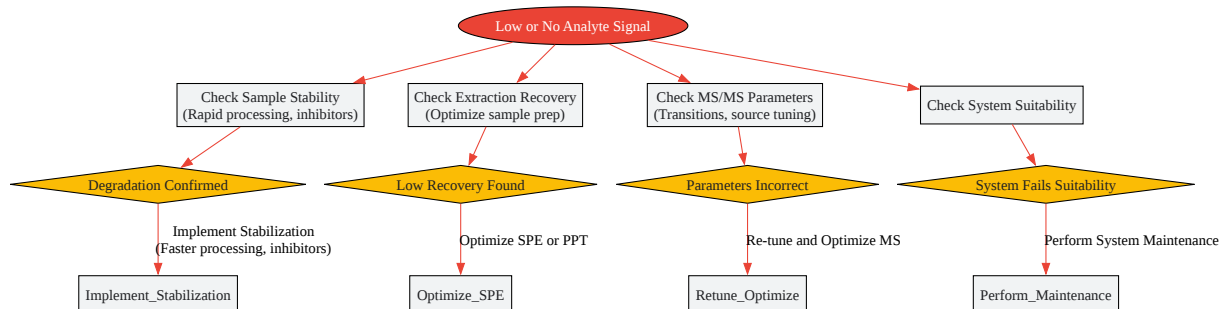 Low or No Analyte Signal
Check Sample Stability
(Rapid processing, inhibitors)
Check Extraction Recovery
(Optimize sample prep)
Check MS/MS Parameters
(Transitions, source tuning)
Check System Suitability
Degradation Confirmed
Low Recovery Found
Parameters Incorrect
System Fails Suitability
Implement Stabilization
(Faster processing, inhibitors)
Optimize SPE or PPT
Re-tune and Optimize MS
Perform System Maintenance
Implement_Stabilization
Optimize_SPE
Retune_Optimize
Perform_Maintenance